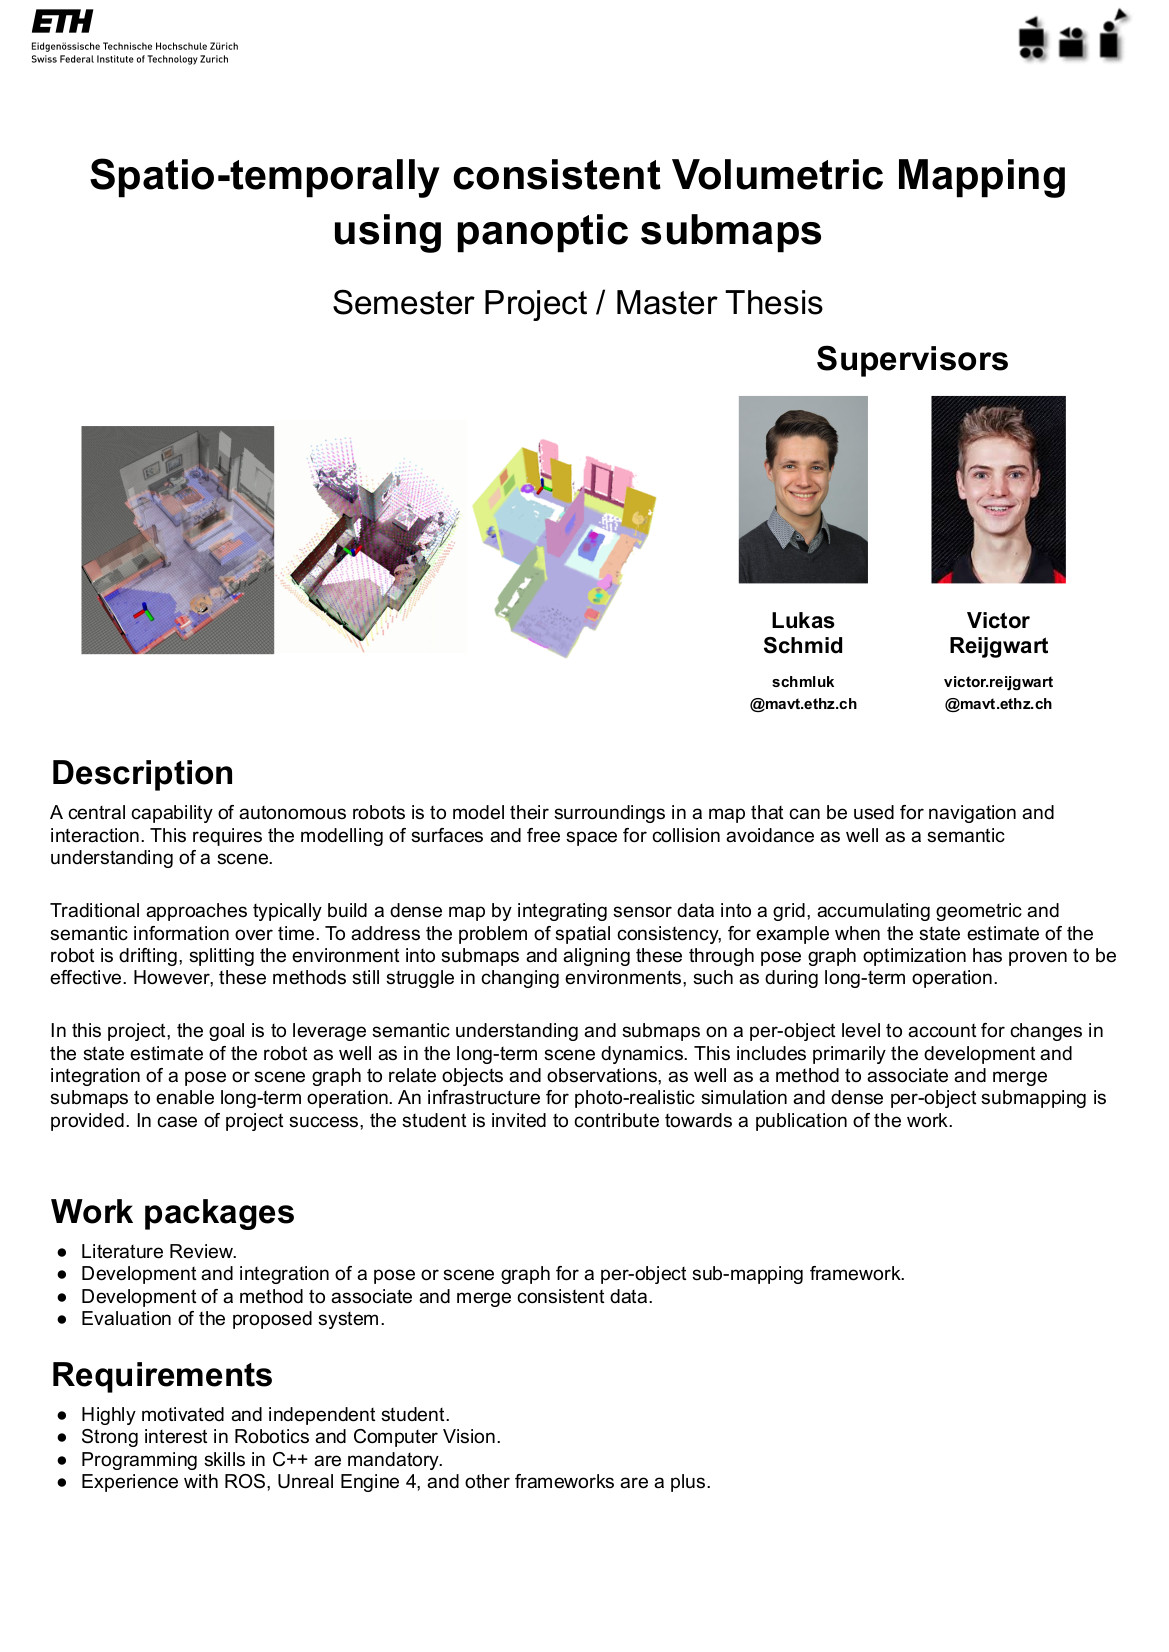 ETH
Eidgenössische Technische Hochschule Zürich
Swiss Federal Institute of Technology Zurich
Spatio-temporally consistent Volumetric Mapping
using panoptic submaps
Semester Project / Master Thesis
Supervisors
Lukas
Schmid
schmluk
@mavt.ethz.ch
Victor
Reijgwart
victor.reijgwart
@mavt.ethz.ch
Description
A central capability of autonomous robots is to model their surroundings in a map that can be used for navigation and
interaction. This requires the modelling of surfaces and free space for collision avoidance as well as a semantic
understanding of a scene.
Traditional approaches typically build a dense map by integrating sensor data into a grid, accumulating geometric and
semantic information over time. To address the problem of spatial consistency, for example when the state estimate of the
robot is drifting, splitting the environment into submaps and aligning these through pose graph optimization has proven to be
effective. However, these methods still struggle in changing environments, such as during long-term operation.
In this project, the goal is to leverage semantic understanding and submaps on a per-object level to account for changes in
the state estimate of the robot as well as in the long-term scene dynamics. This includes primarily the development and
integration of a pose or scene graph to relate objects and observations, as well as a method to associate and merge
submaps to enable long-term operation. An infrastructure for photo-realistic simulation and dense per-object submapping is
provided. In case of project success, the student is invited to contribute towards a publication of the work.
Work packages
● Literature Review.
● Development and integration of a pose or scene graph for a per-object sub-mapping framework.
● Development of a method to associate and merge consistent data.
● Evaluation of the proposed system.
Requirements
● Highly motivated and independent student.
● Strong interest in Robotics and Computer Vision.
● Programming skills in C++ are mandatory.
● Experience with ROS, Unreal Engine 4, and other frameworks are a plus.